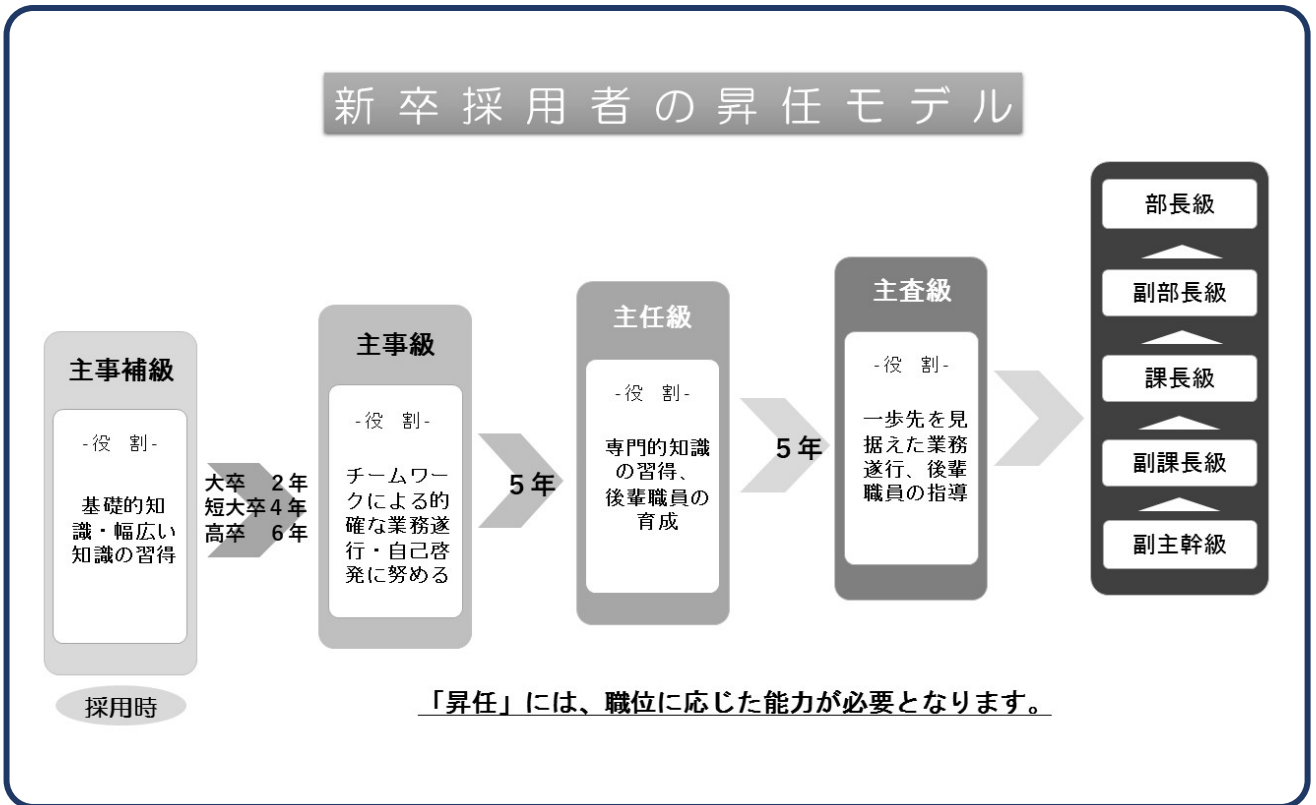 新卒採用者の昇任モデル
主事補級
-役 割-
基礎的知
識・幅広い
知識の習得
採用時
大卒 2年
短大卒4年
高卒 6年
主事級
-役 割-
チームワー
クによる的
確な業務遂
行・自己啓
発に努める
5年
主任級
-役 割-
専門的知識
の習得、
後輩職員の
育成
5年
主査級
-役 割-
一歩先を見
据えた業務
遂行、後輩
職員の指導
部長級
副部長級
課長級
副課長級
副主幹級
「昇任」には、職位に応じた能力が必要となります。